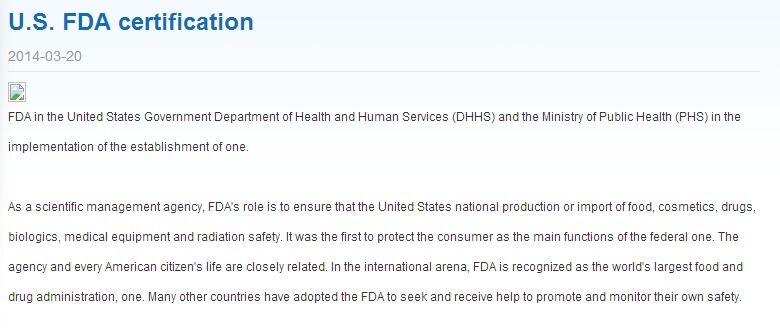 U.S. FDA certification
2014-03-20
FDA in the United States Government Department of Health and Human Services (DHHS) and the Ministry of Public Health (PHS) in the
implementation of the establishment of one.
As a scientific management agency, FDA's role is to ensure that the United States national production or import of food, cosmetics, drugs,
biologics, medical equipment and radiation safety. It was the first to protect the consumer as the main functions of the federal one. The
agency and every American citizen's life are closely related. In the international arena, FDA is recognized as the world's largest food and
drug administration, one. Many other countries have adopted the FDA to seek and receive help to promote and monitor their own safety.